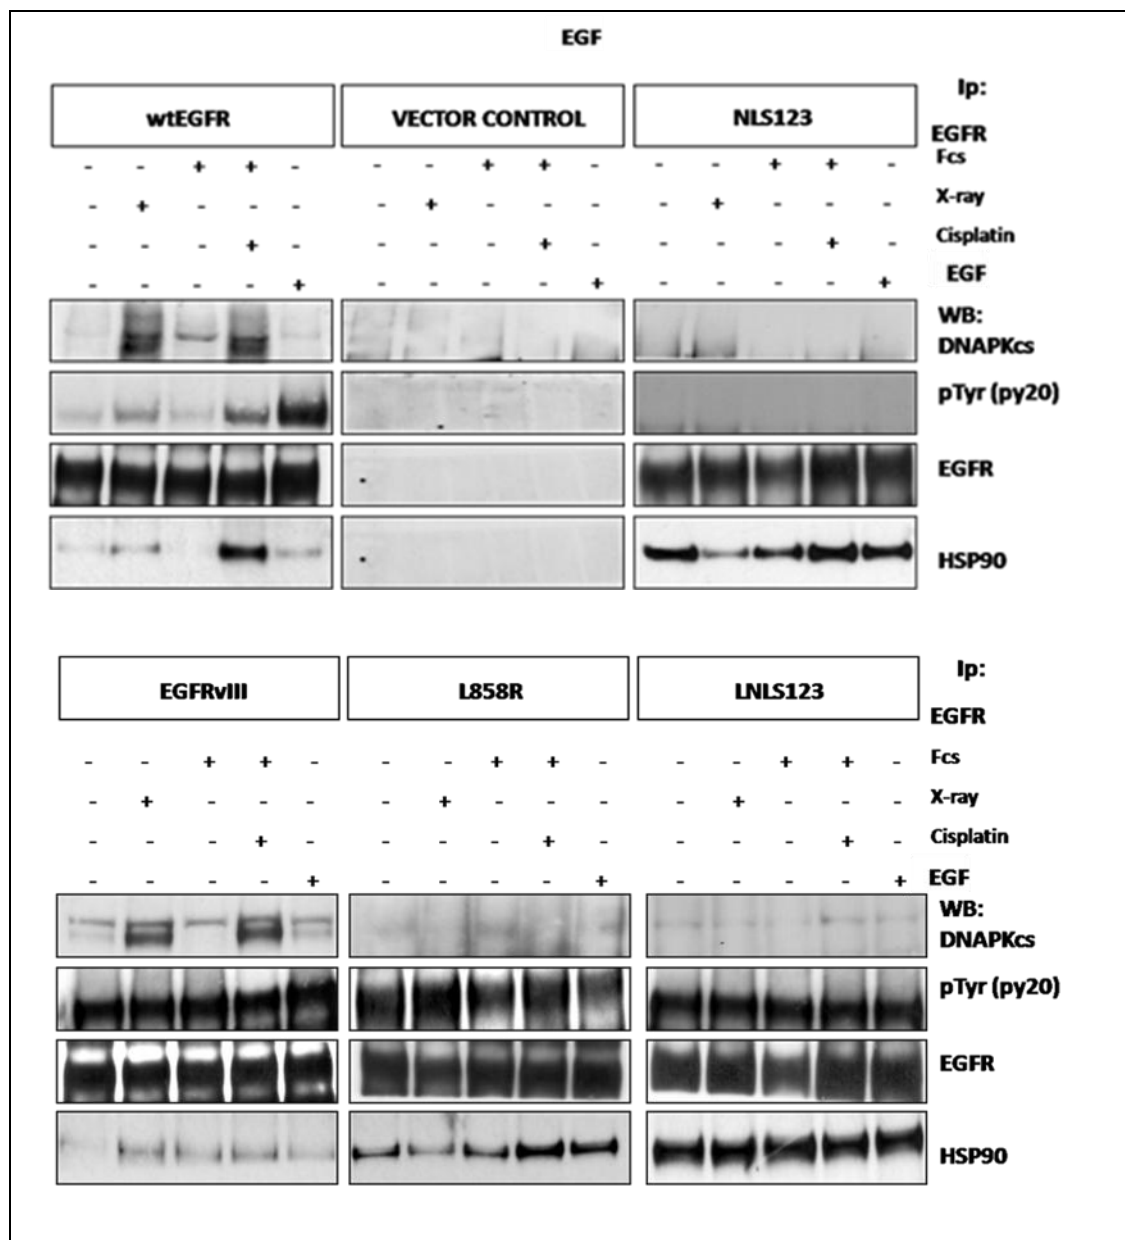 EGF
Ip:
wtEGFR VECTOR CONTROL NLS123
EGFR
- - + + - - - + + - - - + + - Fcs
- + - - - - + - - - - + - - - X-ray
- - - + - - - - + - - - - + - Cisplatin
- - - - + - - - - + - - - - + EGF
WB:
DNAPKcs
pTyr (py20)
EGFR
HSP90
Ip:
EGFRvIII L858R LNLS123
EGFR
- - + + - - - + + - - - + + - Fcs
- + - - - - + - - - - + - - - X-ray
- - - + - - - - + - - - - + - Cisplatin
- - - - + - - - - + - - - - + EGF
WB:
DNAPKcs
pTyr (py20)
EGFR
HSP90